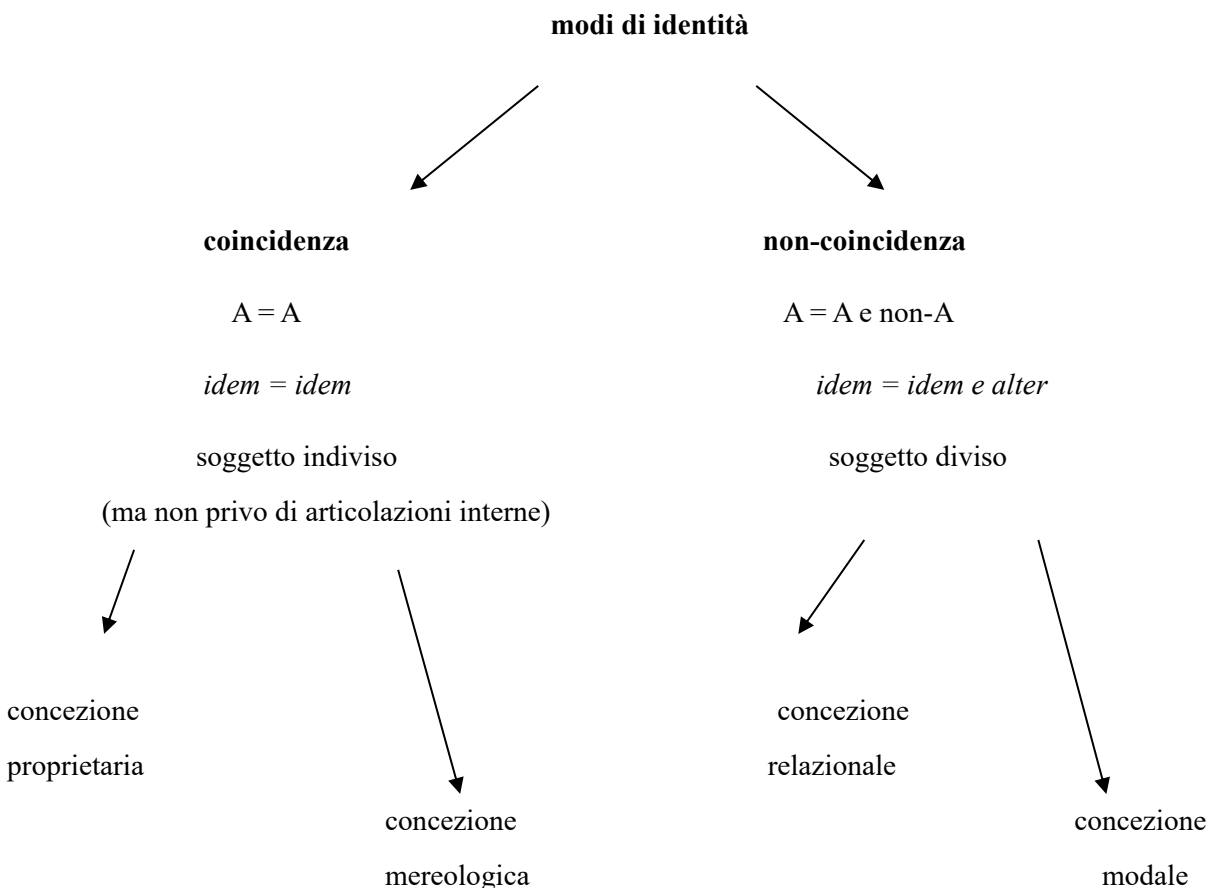 modi di identità
coincidenza
non-coincidenza
A = A
A = A e non-A
idem = idem
idem = idem e alter
soggetto indiviso
soggetto diviso
(ma non privo di articolazioni interne)
concezione
proprietaria
concezione
relazionale
concezione
mereologica
concezione
modale